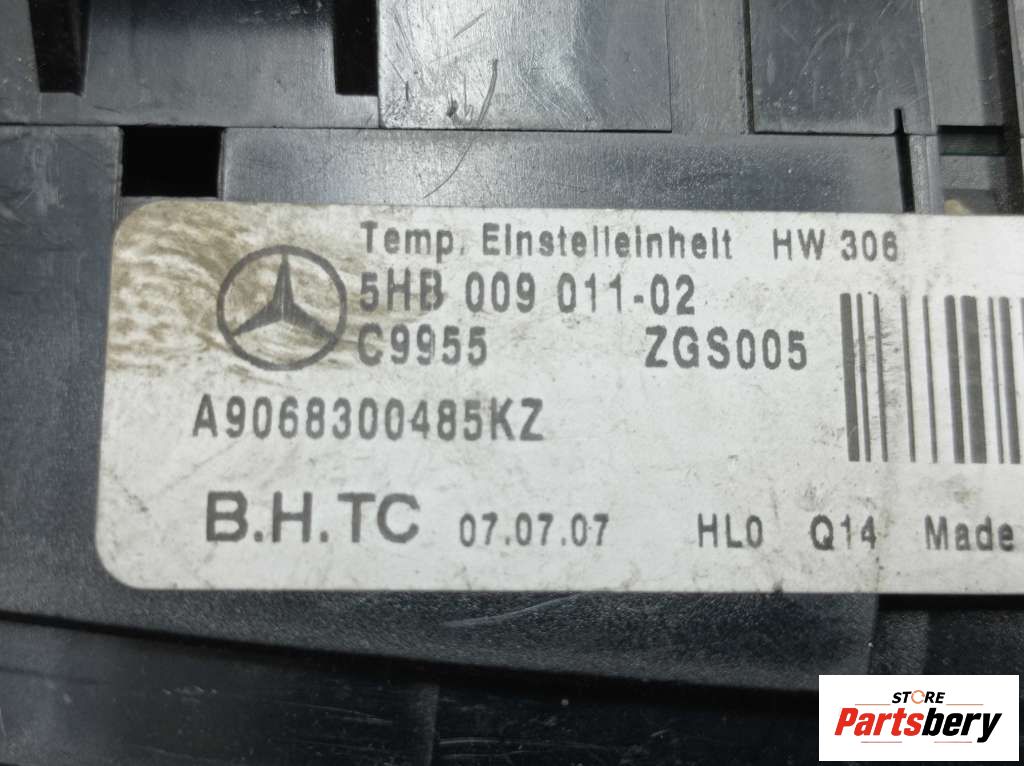 Temp. Einstelleinheit HW 306
5HB 009 011-02
C9955 ZGS005
A9068300485KZ
B.H.TC 07.07.07 HL0 Q14 Made
STORE
Partsbery